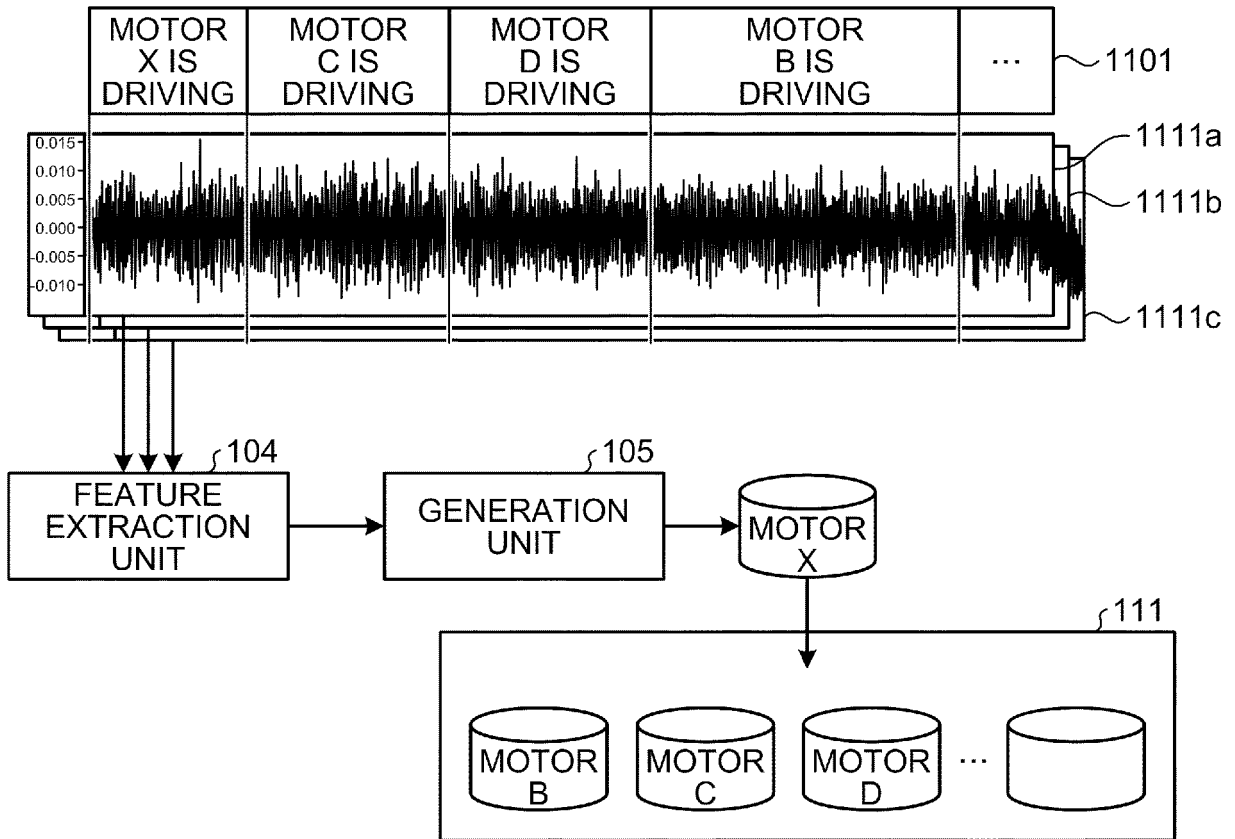 MOTOR X IS DRIVING
MOTOR C IS DRIVING
MOTOR D IS DRIVING
MOTOR B IS DRIVING
...
1101
0.015
0.010
0.005
0.000
-0.005
-0.010
1111a
1111b
1111c
104
FEATURE
EXTRACTION
UNIT
105
GENERATION
UNIT
MOTOR
X
111
MOTOR
B
MOTOR
C
MOTOR
D
...